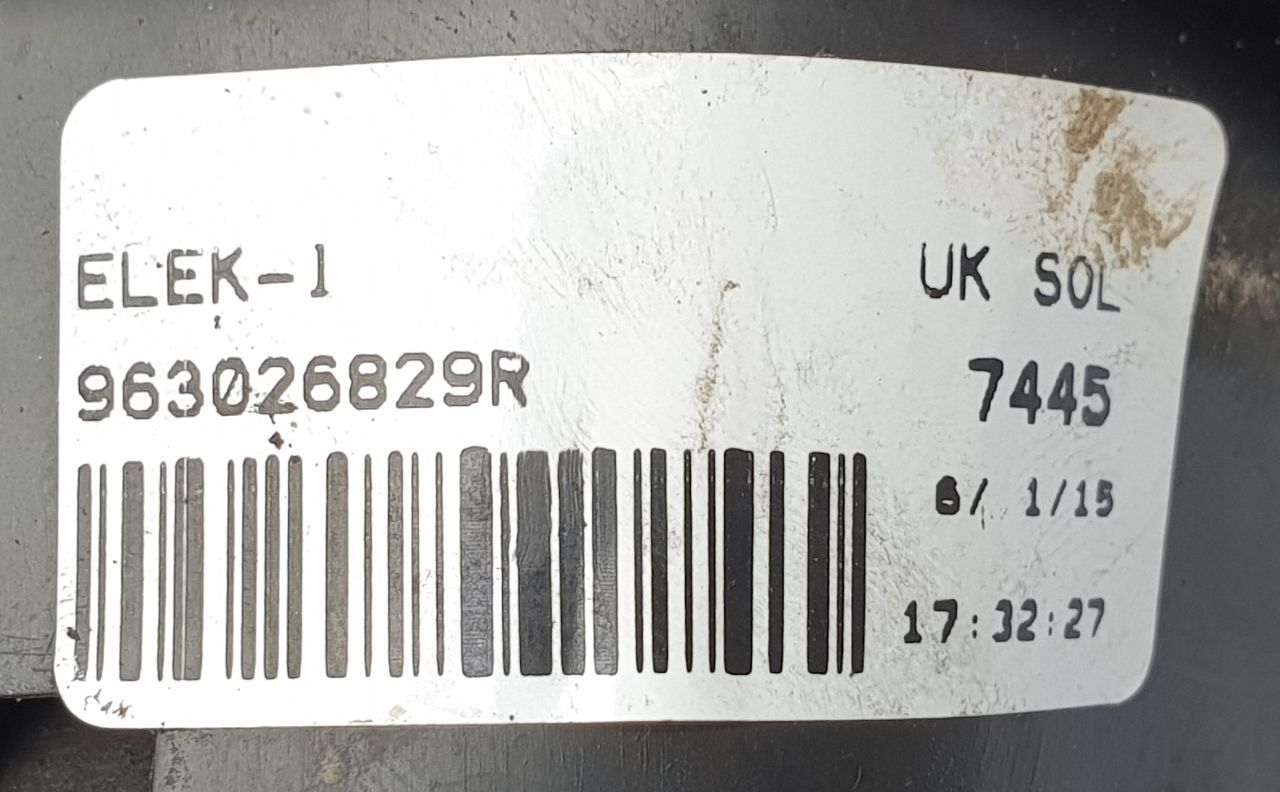 ELEK-1 UK SOL
963026829R 7445
6/ 1/15
17:32:27